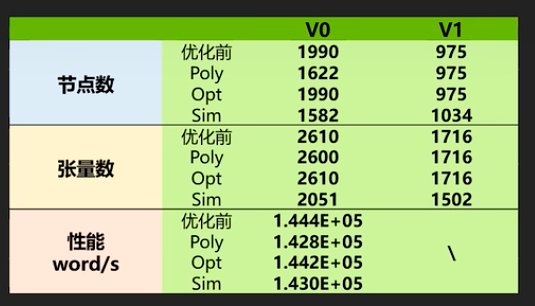 V0 V1
节点数 优化前 1990 975
Poly 1622 975
Opt 1990 975
Sim 1582 1034
张量数 优化前 2610 1716
Poly 2600 1716
Opt 2610 1716
Sim 2051 1502
性能 word/s 优化前 1.444E+05 \
Poly 1.428E+05
Opt 1.442E+05
Sim 1.430E+05